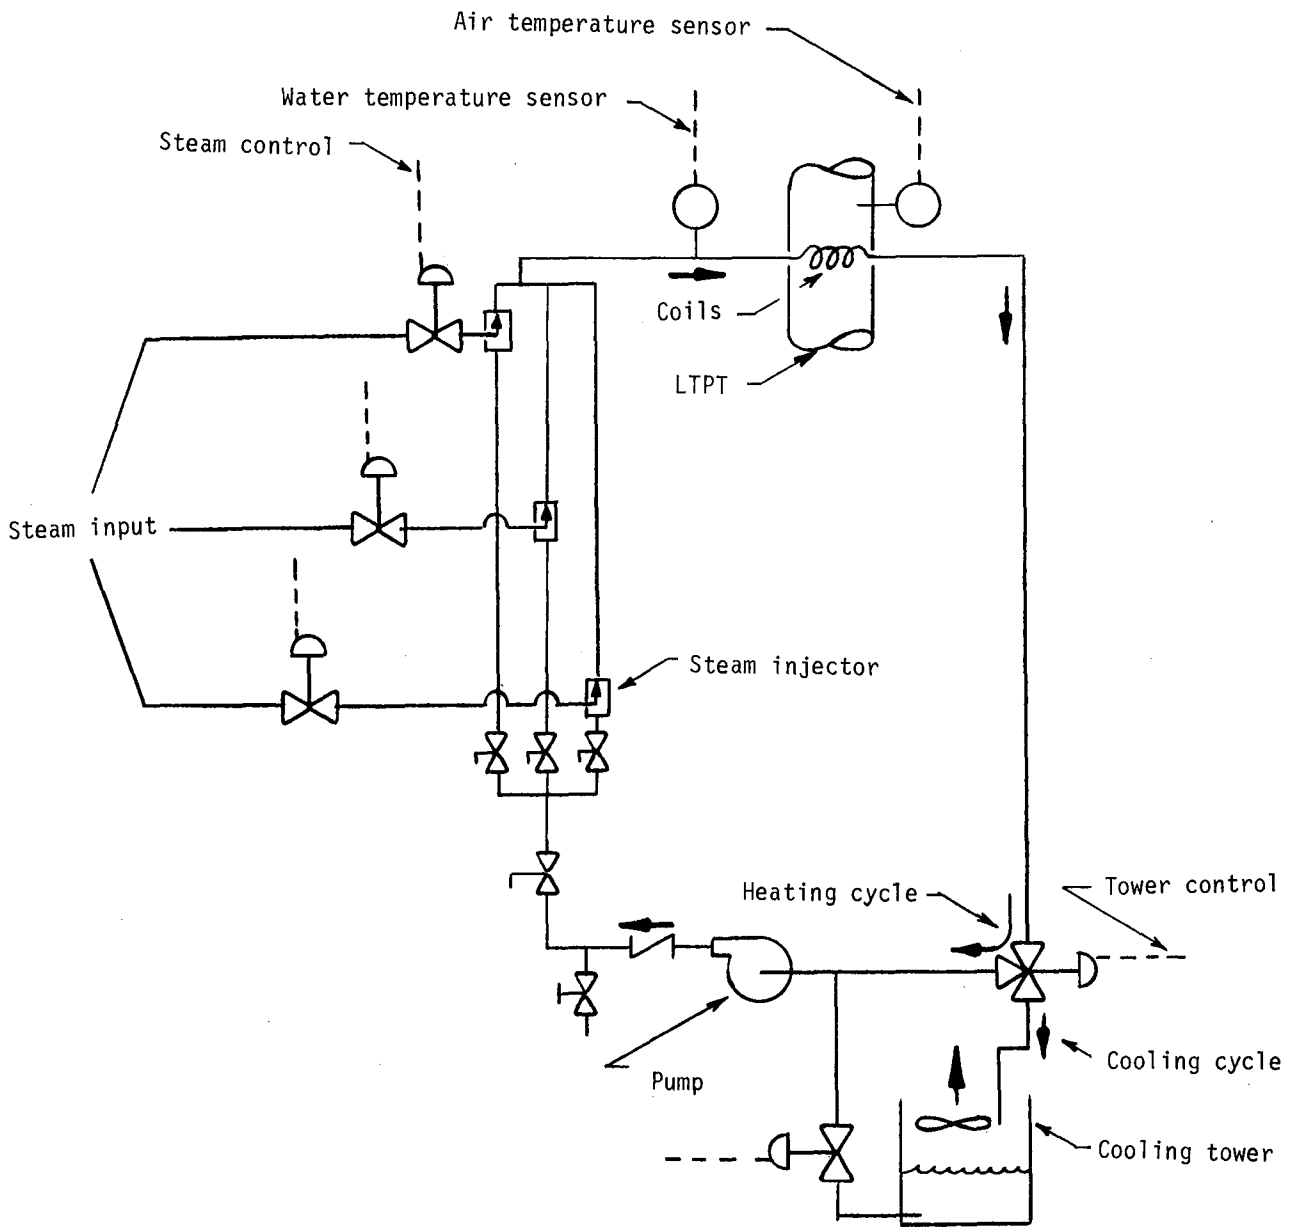 Air temperature sensor
Water temperature sensor
Steam control
Coils
LTPT
Steam input
Steam injector
Heating cycle
Tower control
Pump
Cooling cycle
Cooling tower